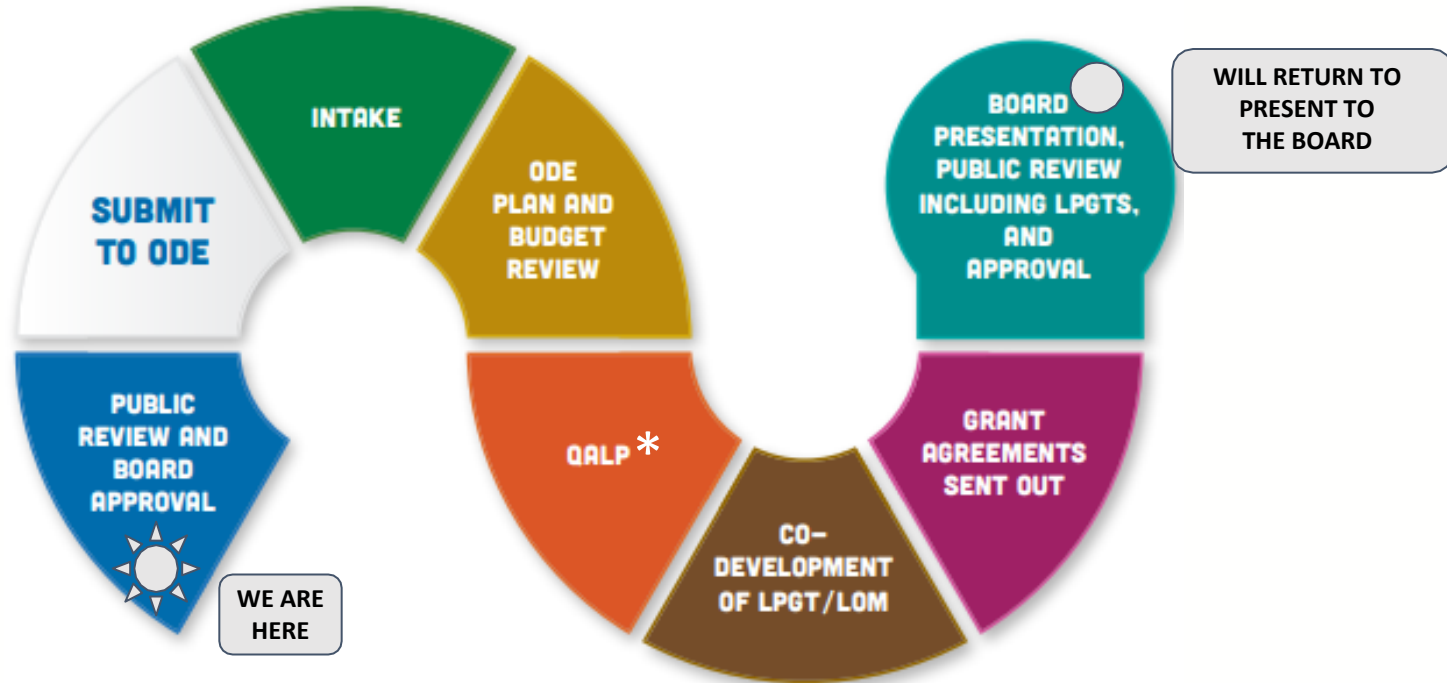 PUBLIC
REVIEW AND
BOARD
APPROVAL
WE ARE
HERE
SUBMIT
TO ODE
INTAKE
ODE
PLAN AND
BUDGET
REVIEW
QALP*
CO-
DEVELOPMENT
OF LPGT/LOM
GRANT
AGREEMENTS
SENT OUT
BOARD
PRESENTATION,
PUBLIC REVIEW
INCLUDING LPGTS,
AND
APPROVAL
WILL RETURN TO
PRESENT TO
THE BOARD